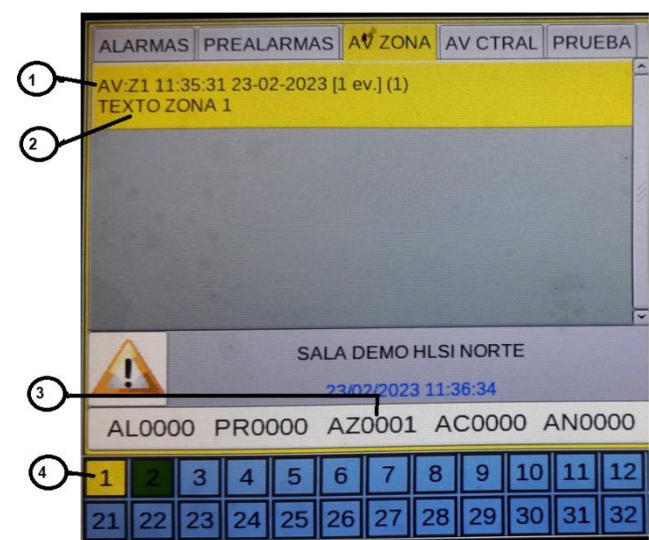 ALARMAS PREALARMAS AV ZONA AV CTRAL PRUEBA
1
AV:Z1 11:35:31 23-02-2023 [1 ev.] (1)
TEXTO ZONA 1
2
SALA DEMO HLSI NORTE
23/02/2023 11:36:34
3
AL0000 PR0000 AZ0001 AC0000 AN0000
4
1 2 3 4 5 6 7 8 9 10 11 12
21 22 23 24 25 26 27 28 29 30 31 32